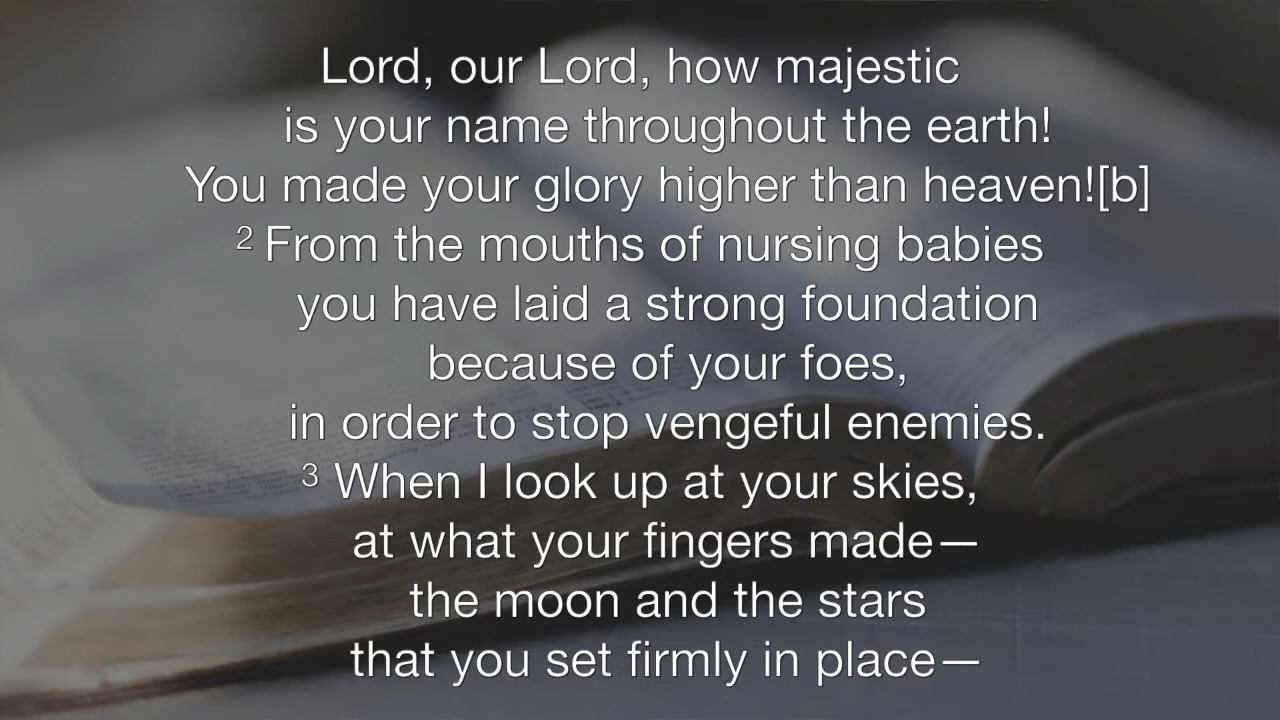 Lord, our Lord, how majestic
is your name throughout the earth!
You made your glory higher than heaven![b]
2 From the mouths of nursing babies
you have laid a strong foundation
because of your foes,
in order to stop vengeful enemies.
3 When I look up at your skies,
at what your fingers made—
the moon and the stars
that you set firmly in place—